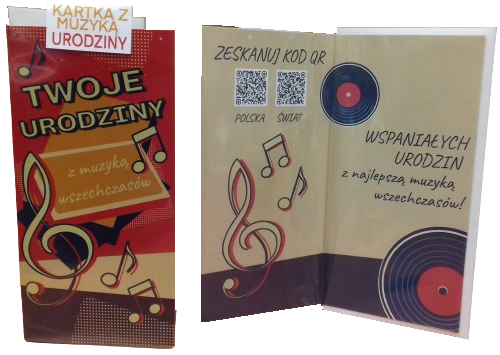 KARTKA Z
MUZYKĄ
URODZINY
TWOJE
URODZINY
z muzyką
wszechczasów
ZESKANUJ KOD QR
POLSKA ŚWIAT
WSPANIAŁYCH
URODZIN
z najlepszą muzyką
wszechczasów!